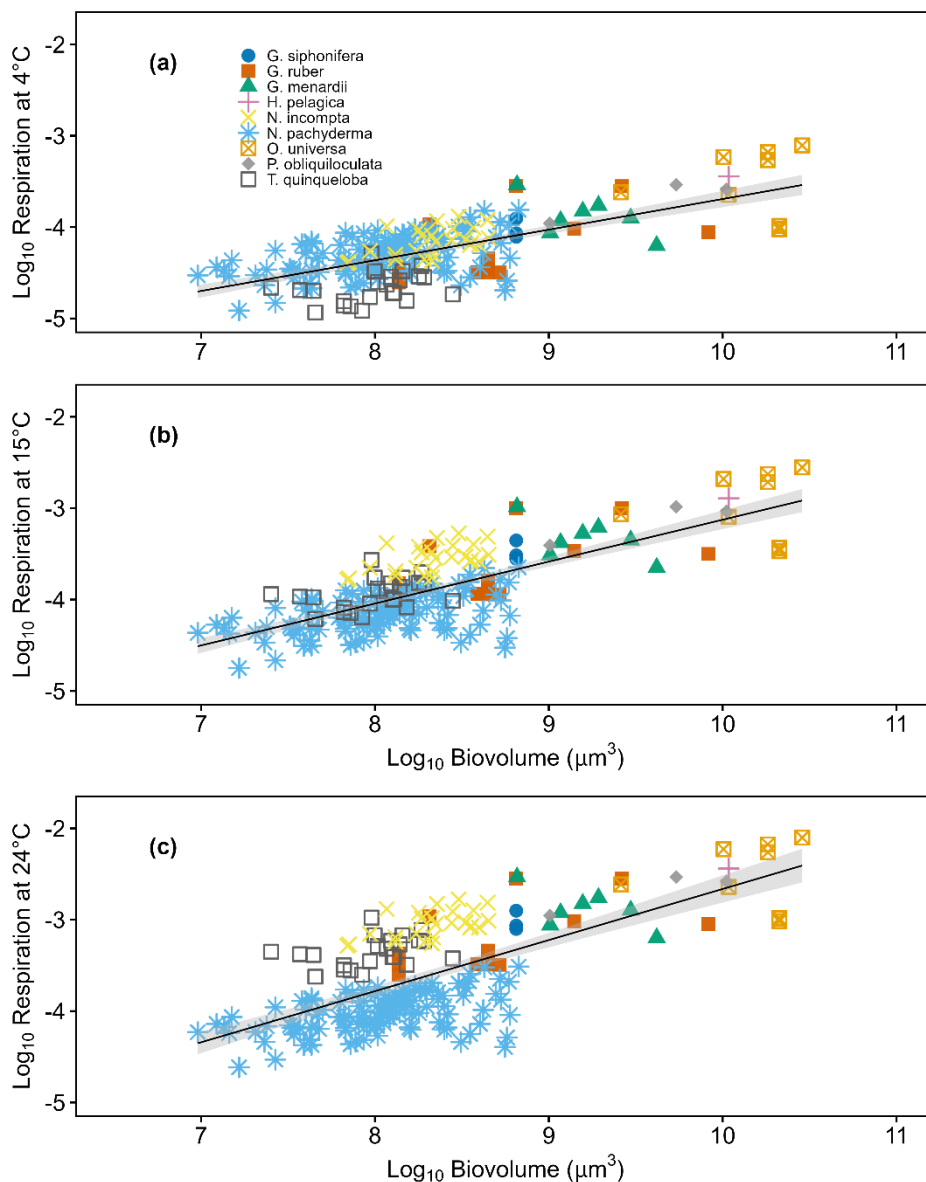 (a)
G. siphonifera
G. ruber
G. menardii
H. pelagica
N. incompta
N. pachyderma
O. universa
P. obliquiloculata
T. quinqueloba
Log₁₀ Respiration at 4°C
-2
-3
-4
-5
7 8 9 10 11
(b)
Log₁₀ Respiration at 15°C
-2
-3
-4
-5
7 8 9 10 11
Log₁₀ Biovolume (µm³)
(c)
Log₁₀ Respiration at 24°C
-2
-3
-4
-5
7 8 9 10 11
Log₁₀ Biovolume (µm³)